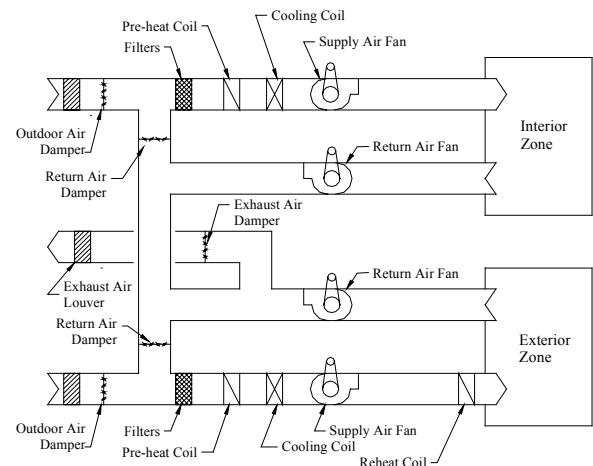 Cooling Coil
Pre-heat Coil
Filters
Supply Air Fan
Outdoor Air
Damper
Return Air
Damper
Return Air Fan
Interior
Zone
Exhaust Air
Damper
Exhaust Air
Louver
Return Air Fan
Return Air
Damper
Exterior
Zone
Outdoor Air
Damper
Filters
Pre-heat Coil
Cooling Coil
Supply Air Fan
Reheat Coil